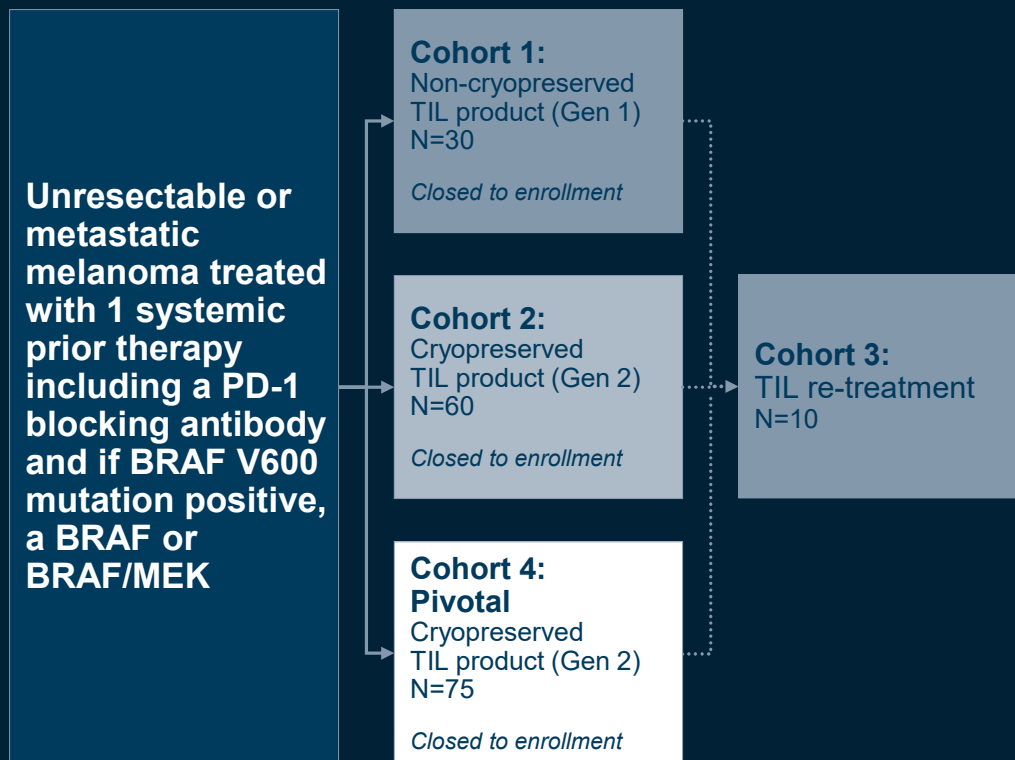 Unresectable or
metastatic
melanoma treated
with 1 systemic
prior therapy
including a PD-1
blocking antibody
and if BRAF V600
mutation positive,
a BRAF or
BRAF/MEK
Cohort 1:
Non-cryopreserved
TIL product (Gen 1)
N=30
Closed to enrollment
Cohort 2:
Cryopreserved
TIL product (Gen 2)
N=60
Closed to enrollment
Cohort 4:
Pivotal
Cryopreserved
TIL product (Gen 2)
N=75
Closed to enrollment
Cohort 3:
TIL re-treatment
N=10